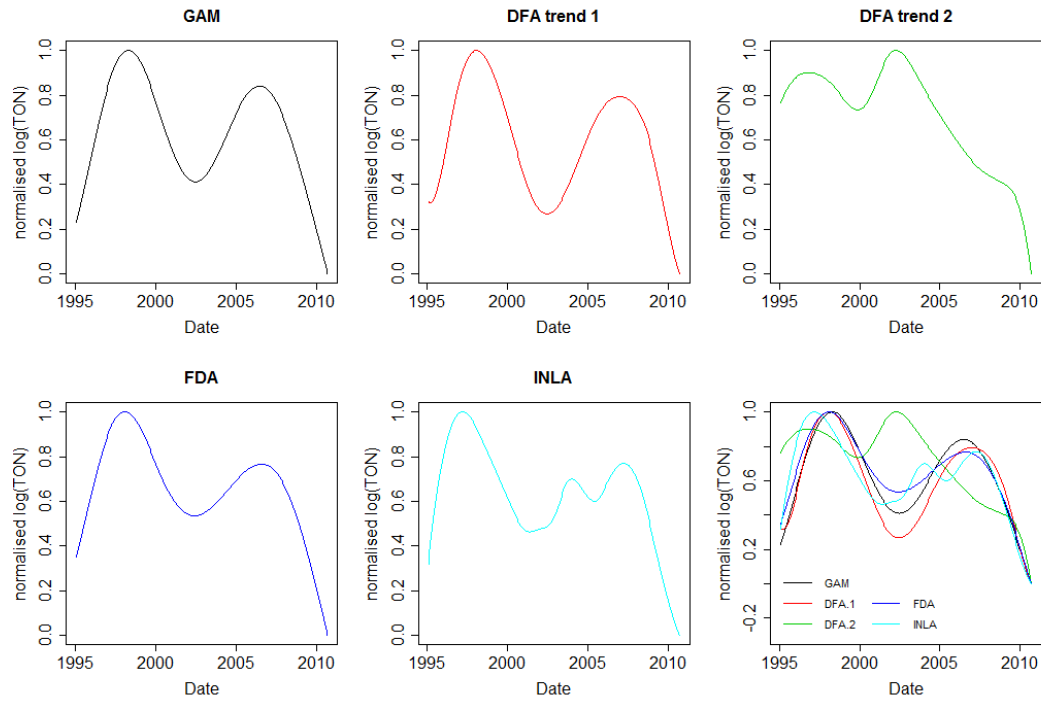 GAM
normalised log(TON)
1.0
0.8
0.6
0.4
0.2
0.0
1995 2000 2005 2010
Date
DFA trend 1
normalised log(TON)
1.0
0.8
0.6
0.4
0.2
0.0
1995 2000 2005 2010
Date
DFA trend 2
normalised log(TON)
1.0
0.8
0.6
0.4
0.2
0.0
1995 2000 2005 2010
Date
FDA
normalised log(TON)
1.0
0.8
0.6
0.4
0.2
0.0
1995 2000 2005 2010
Date
INLA
normalised log(TON)
1.0
0.8
0.6
0.4
0.2
0.0
1995 2000 2005 2010
Date
normalised log(TON)
1.0
0.6
0.2
-0.2
GAM
DFA.1 FDA
DFA.2 INLA
1995 2000 2005 2010
Date